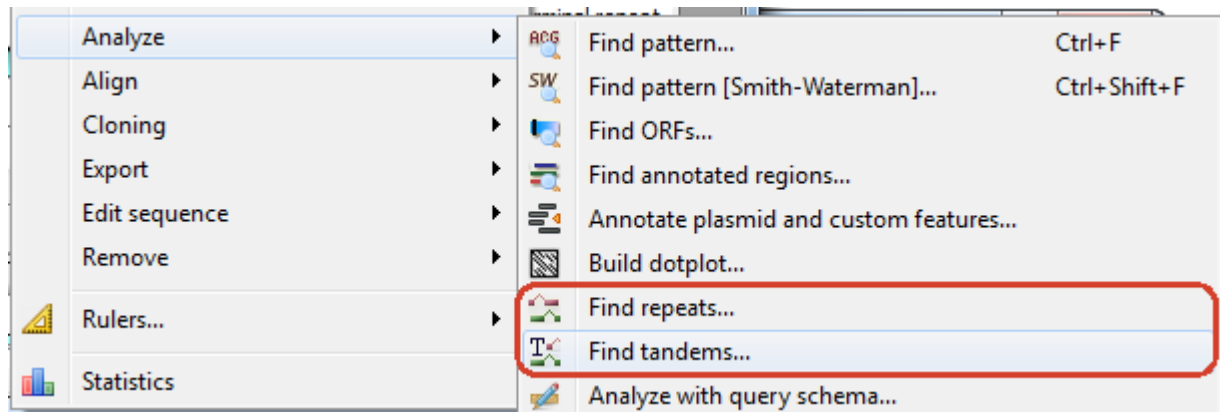 Analyze
Align
Cloning
Export
Edit sequence
Remove
Rulers...
Statistics
ACG Find pattern... Ctrl+F
SW Find pattern [Smith-Waterman]... Ctrl+Shift+F
Find ORFs...
Find annotated regions...
Annotate plasmid and custom features...
Build dotplot...
Find repeats...
T Find tandems...
Analyze with query schema...